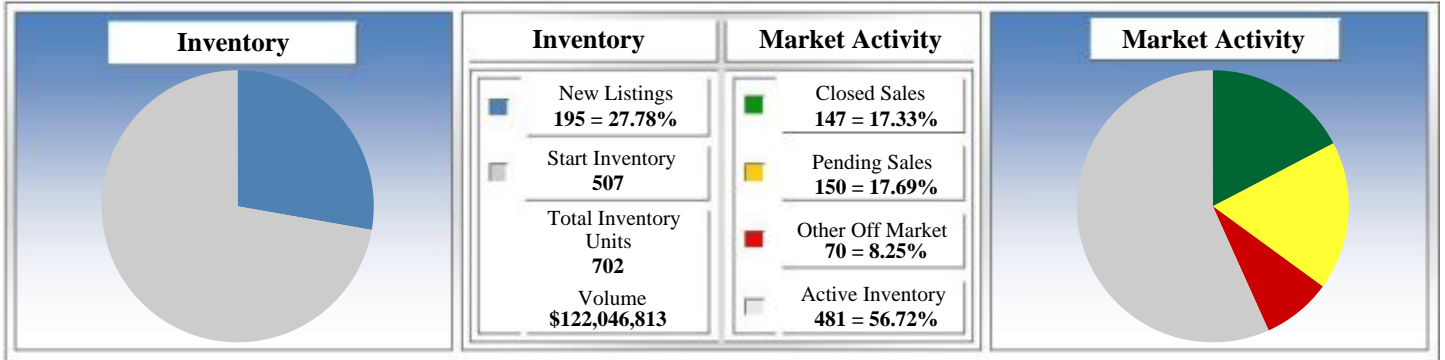 Inventory
Inventory
Market Activity
New Listings
195 = 27.78%
Start Inventory
507
Total Inventory
Units
702
Volume
$122,046,813
Closed Sales
147 = 17.33%
Pending Sales
150 = 17.69%
Other Off Market
70 = 8.25%
Active Inventory
481 = 56.72%
Market Activity